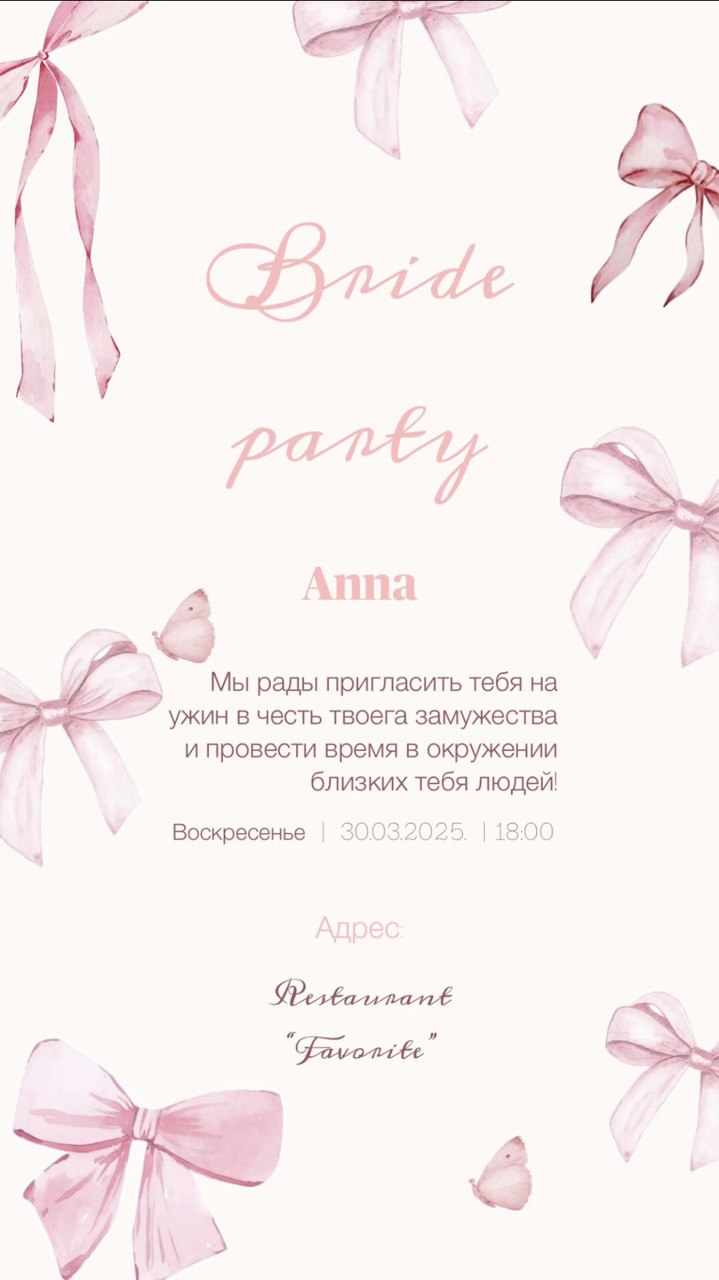 Bride
party
Anna
Мы рады пригласить тебя на
ужин в честь твоега замужества
и провести время в окружении
близких тебя людей!
Воскресенье | 30.03.2025. | 18:00
Адрес:
Restaurant
“Favorite”